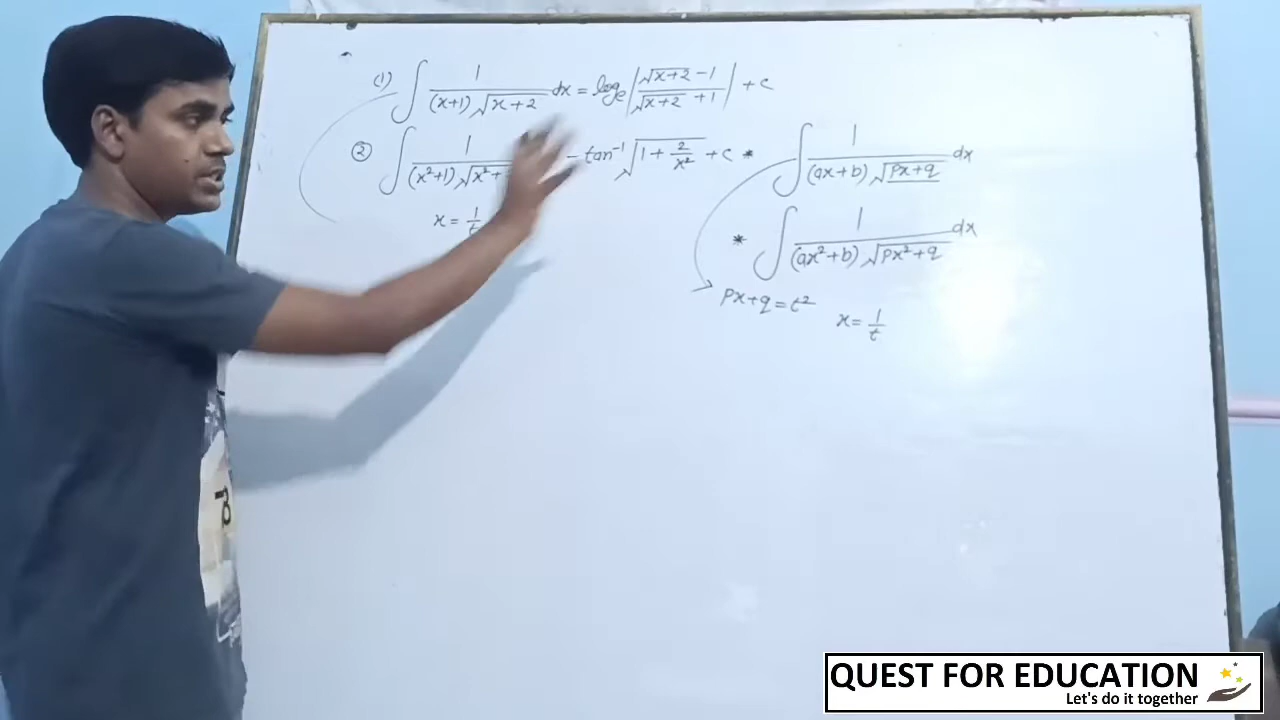 (1) ∫ 1/((x+1)√(x+2)) dx = logₑ |(√(x+2) - 1)/(√(x+2) + 1)| + c
② ∫ 1/((x²+1)√(x²+ - tan⁻¹ √(1 + 2/x²) + c
x = 1/t
* ∫ 1/((ax+b)√(px+q)) dx
* ∫ 1/((ax²+b)√(px²+q)) dx
px+q = t²
x = 1/t
QUEST FOR EDUCATION
Let's do it together